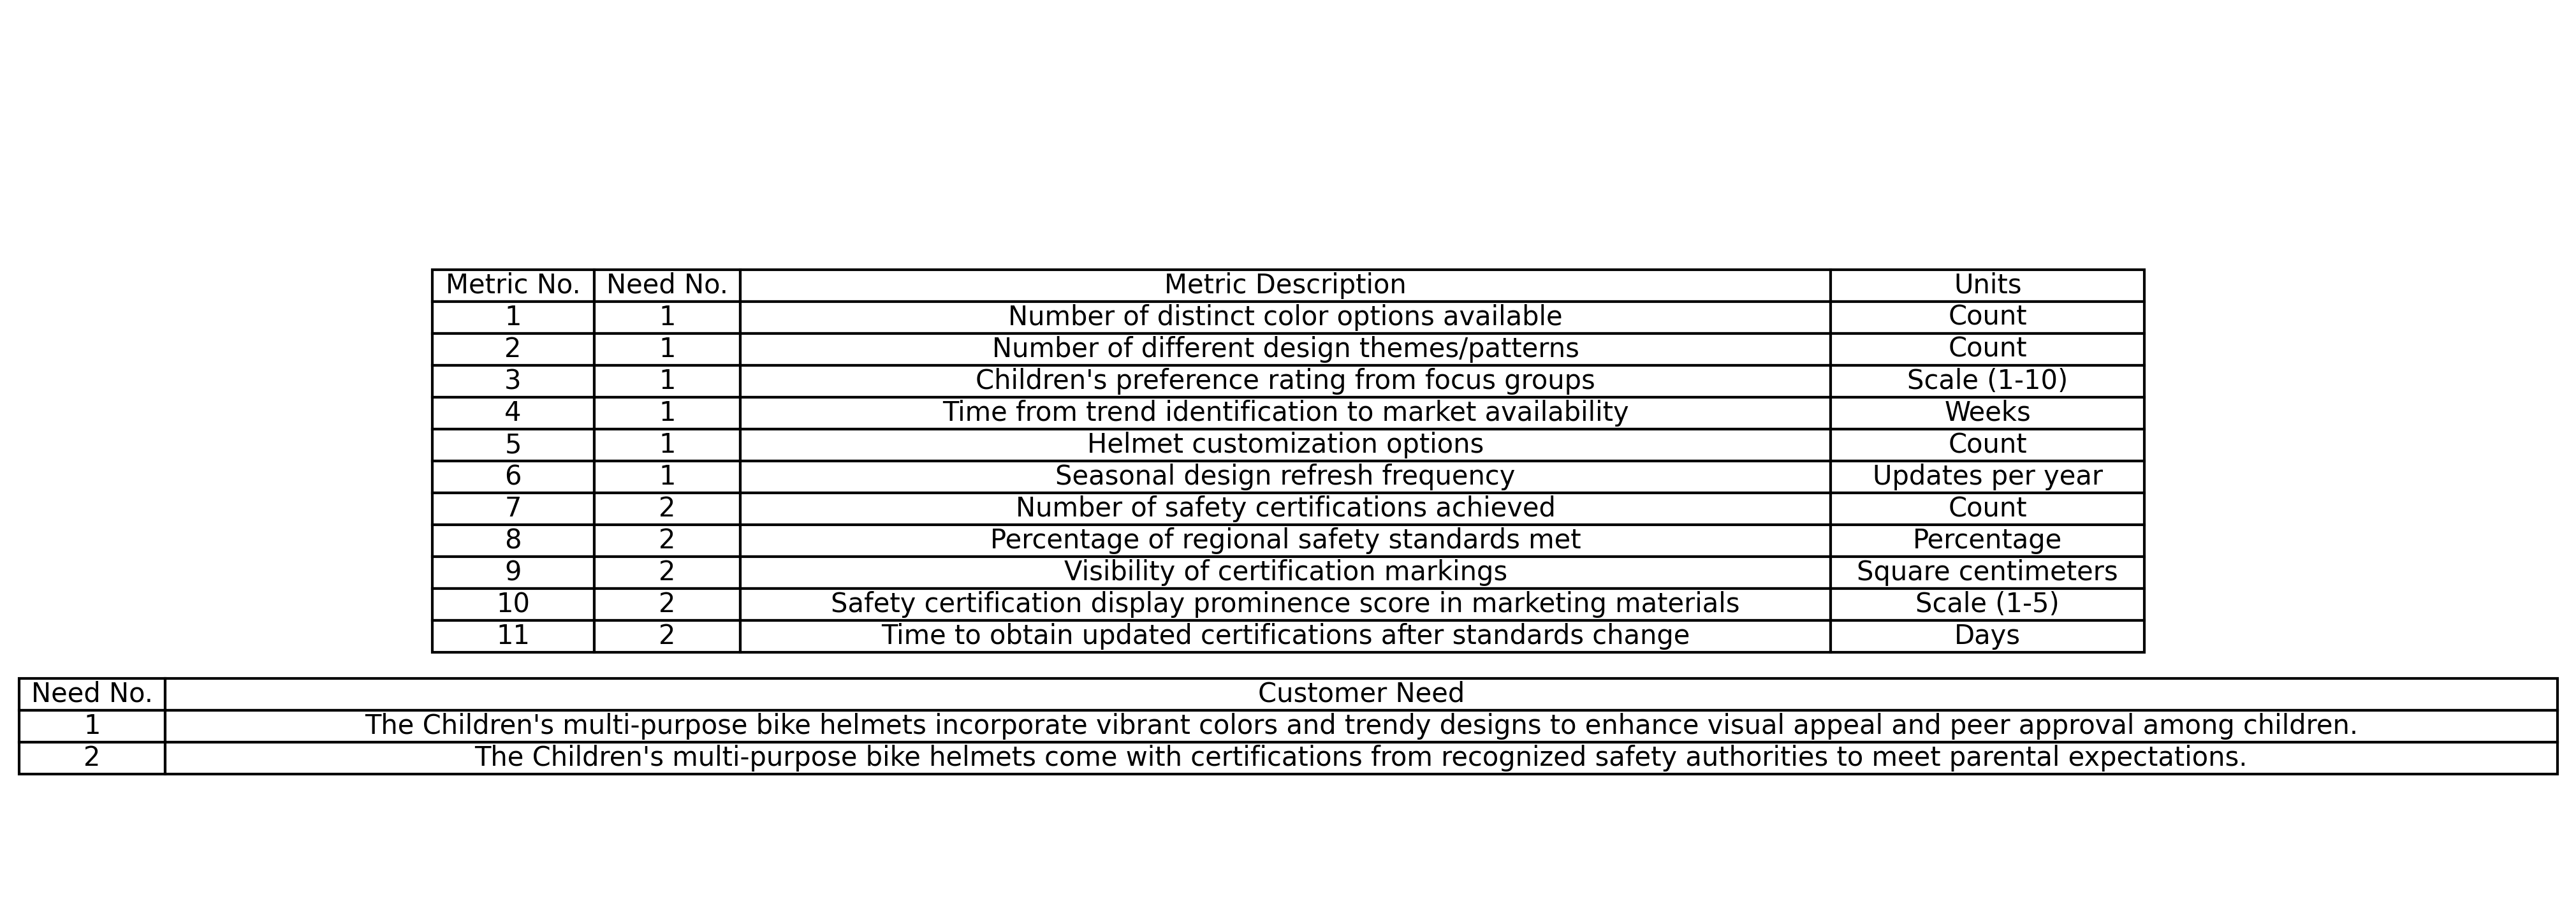 Metric No. Need No. Metric Description Units
1 1 Number of distinct color options available Count
2 1 Number of different design themes/patterns Count
3 1 Children's preference rating from focus groups Scale (1-10)
4 1 Time from trend identification to market availability Weeks
5 1 Helmet customization options Count
6 1 Seasonal design refresh frequency Updates per year
7 2 Number of safety certifications achieved Count
8 2 Percentage of regional safety standards met Percentage
9 2 Visibility of certification markings Square centimeters
10 2 Safety certification display prominence score in marketing materials Scale (1-5)
11 2 Time to obtain updated certifications after standards change Days
Need No. Customer Need
1 The Children's multi-purpose bike helmets incorporate vibrant colors and trendy designs to enhance visual appeal and peer approval among children.
2 The Children's multi-purpose bike helmets come with certifications from recognized safety authorities to meet parental expectations.